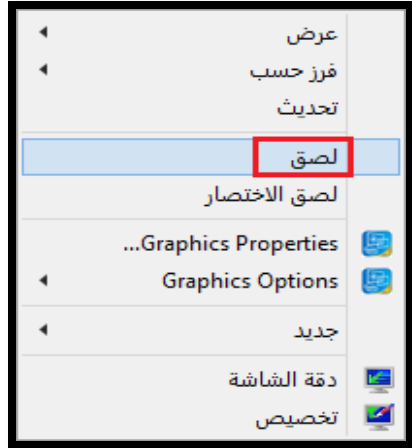 عرض
فرز حسب
تحديث
لصق
لصق الاختصار
Graphics Properties...
Graphics Options
جديد
دقة الشاشة
تخصيص